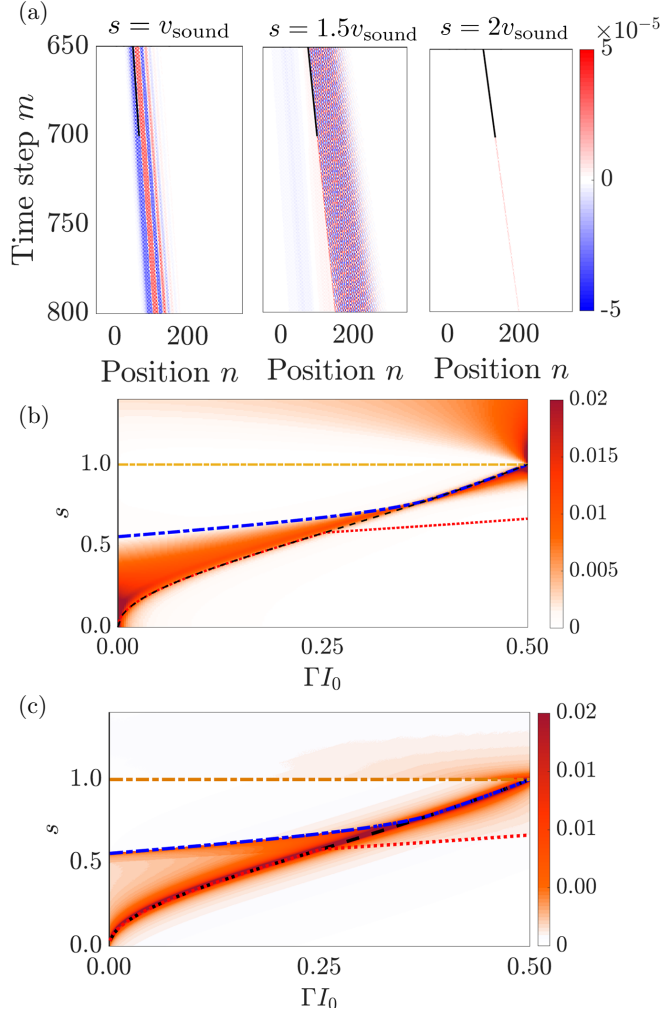 (a)
s = v_sound s = 1.5v_sound s = 2v_sound
×10⁻⁵
650 700 750 800
Time step m
0 200 0 200 0 200
Position n Position n Position n
5 0 -5
(b)
1.0 0.5 0.0
s
0.00 0.25 0.50
ΓI₀
0.02 0.015 0.01 0.005 0
(c)
1.0 0.5 0.0
s
0.00 0.25 0.50
ΓI₀
0.02 0.01 0.01 0.00 0